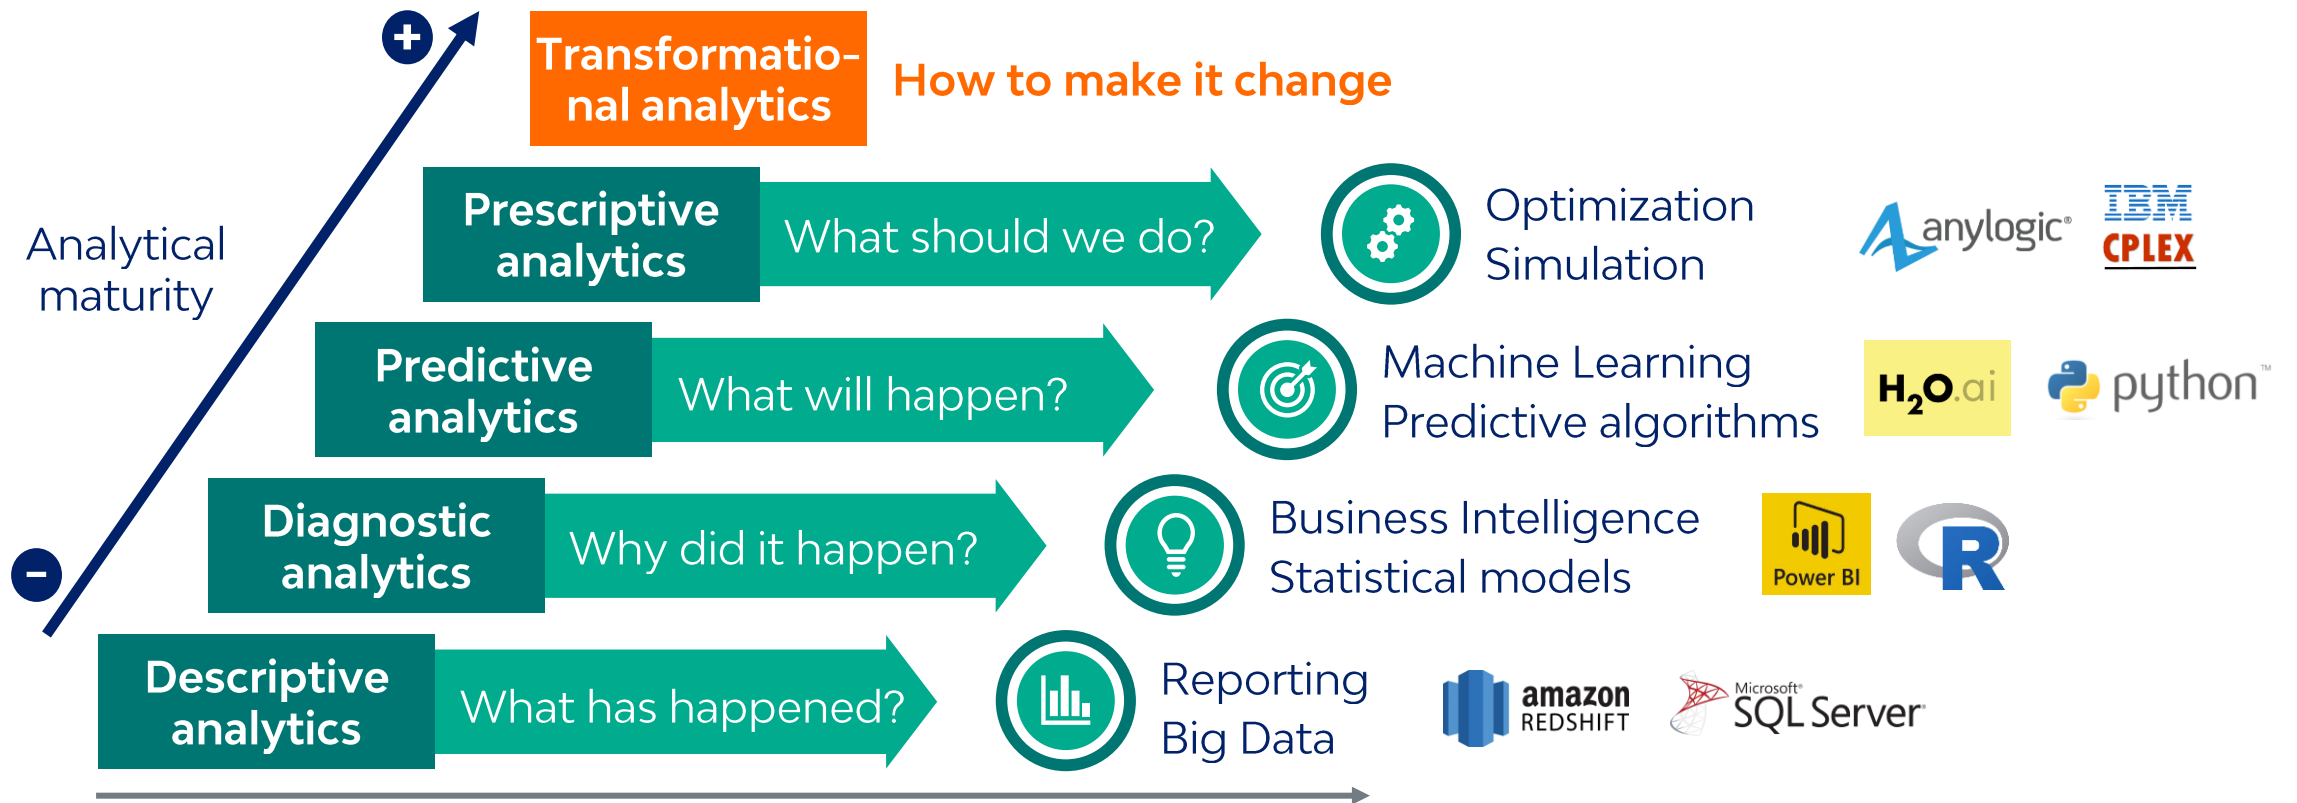 +
Transformatio-
nal analytics
How to make it change
Prescriptive
analytics
What should we do?
Optimization
Simulation
anylogic®
IBM
CPLEX
Analytical
maturity
Predictive
analytics
What will happen?
Machine Learning
Predictive algorithms
H2O.ai
python™
Diagnostic
analytics
Why did it happen?
Business Intelligence
Statistical models
Power BI
R
-
Descriptive
analytics
What has happened?
Reporting
Big Data
amazon
REDSHIFT
Microsoft®
SQL Server®